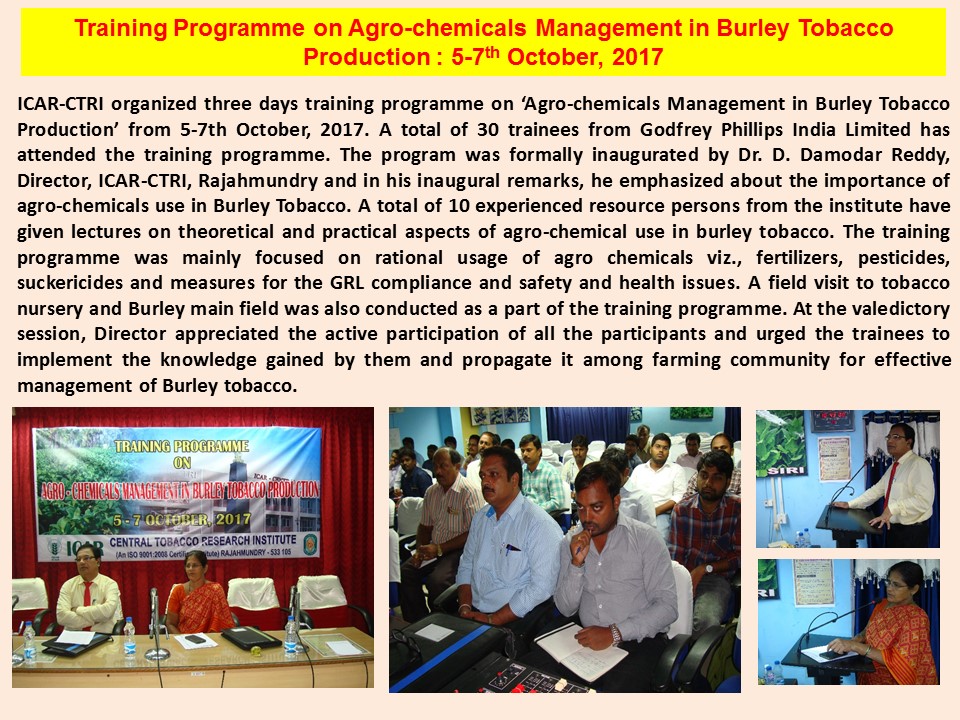 Training Programme on Agro-chemicals Management in Burley Tobacco
Production : 5-7th October, 2017
ICAR-CTRI organized three days training programme on ‘Agro-chemicals Management in Burley Tobacco
Production’ from 5-7th October, 2017. A total of 30 trainees from Godfrey Phillips India Limited has
attended the training programme. The program was formally inaugurated by Dr. D. Damodar Reddy,
Director, ICAR-CTRI, Rajahmundry and in his inaugural remarks, he emphasized about the importance of
agro-chemicals use in Burley Tobacco. A total of 10 experienced resource persons from the institute have
given lectures on theoretical and practical aspects of agro-chemical use in burley tobacco. The training
programme was mainly focused on rational usage of agro chemicals viz., fertilizers, pesticides,
suckericides and measures for the GRL compliance and safety and health issues. A field visit to tobacco
nursery and Burley main field was also conducted as a part of the training programme. At the valedictory
session, Director appreciated the active participation of all the participants and urged the trainees to
implement the knowledge gained by them and propagate it among farming community for effective
management of Burley tobacco.
TRAINING PROGRAMME
ON
ICAR
AGRO - CHEMICALS MANAGEMENT IN BURLEY TOBACCO PRODUCTION
5 - 7 OCTOBER, 2017
ICAR CENTRAL TOBACCO RESEARCH INSTITUTE
(An ISO 9001:2008 Certified Institute) RAJAHMUNDRY - 533 105
SIRI
RI